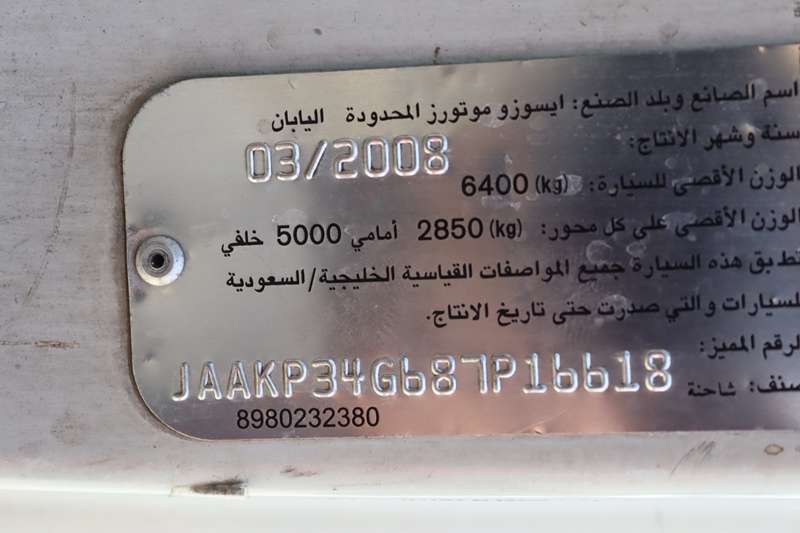 اسم الصانع وبلد الصنع: ايسوزو موتورز المحدودة اليابان
سنة وشهر الانتاج:
03/2008
الوزن الأقصى للسيارة: 6400 (kg)
الوزن الأقصى على كل محور: 2850 (kg) أمامي 5000 خلفي
تطبق هذه السيارة جميع المواصفات القياسية الخليجية/السعودية
للسيارات والتي صدرت حتى تاريخ الانتاج.
الرقم المميز:
JAAKP34G687P16618
صنف: شاحنة
8980232380